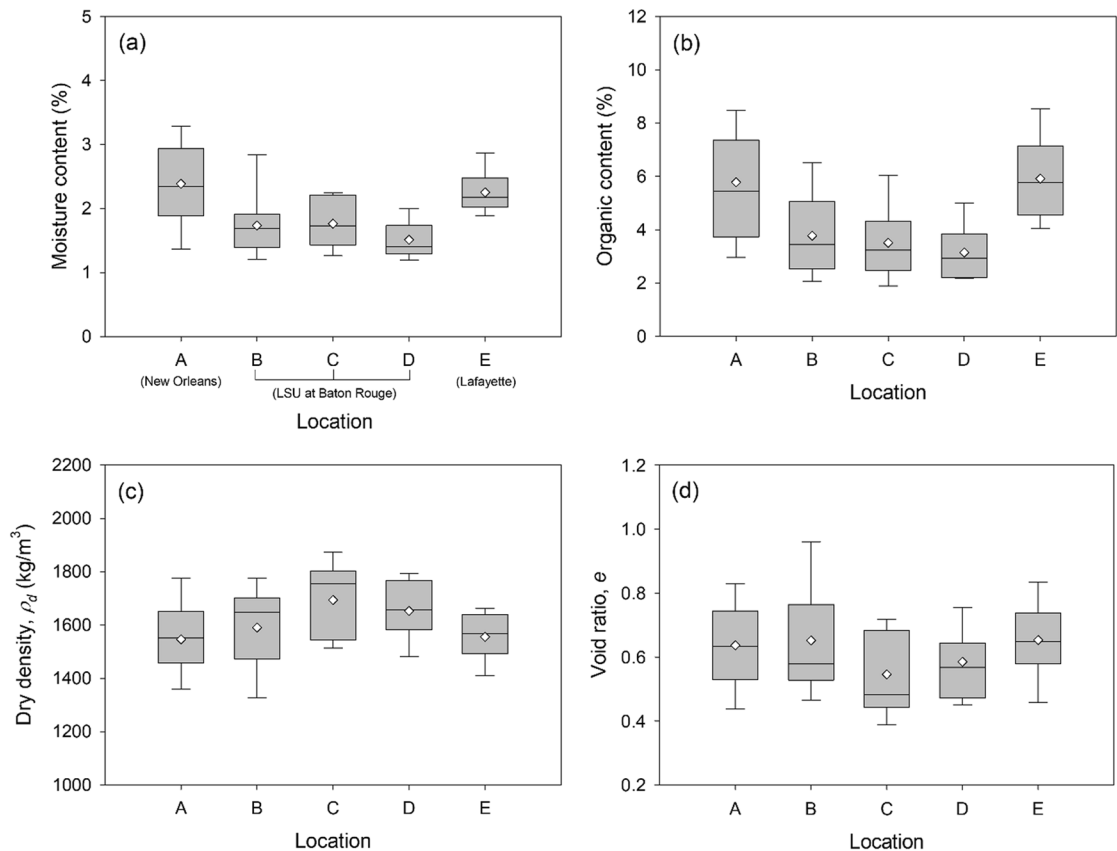 (a)
Moisture content (%)
5
4
3
2
1
0
A B C D E
(New Orleans) (LSU at Baton Rouge) (Lafayette)
Location
(b)
Organic content (%)
12
10
8
6
4
2
0
A B C D E
Location
(c)
Dry density, ρd (kg/m³)
2200
2000
1800
1600
1400
1200
1000
A B C D E
Location
(d)
Void ratio, e
1.2
1.0
0.8
0.6
0.4
0.2
A B C D E
Location